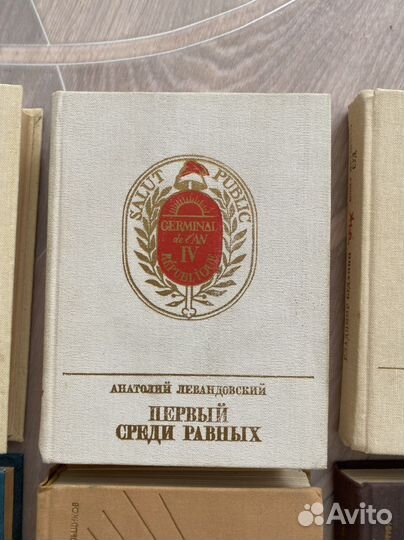 SALUT PUBLIC
GERMINAL
de l'AN
IV
REPUBLIQUE
АНАТОЛИЙ ЛЕВАНДОВСКИЙ
ПЕРВЫЙ
СРЕДИ РАВНЫХ
Avito